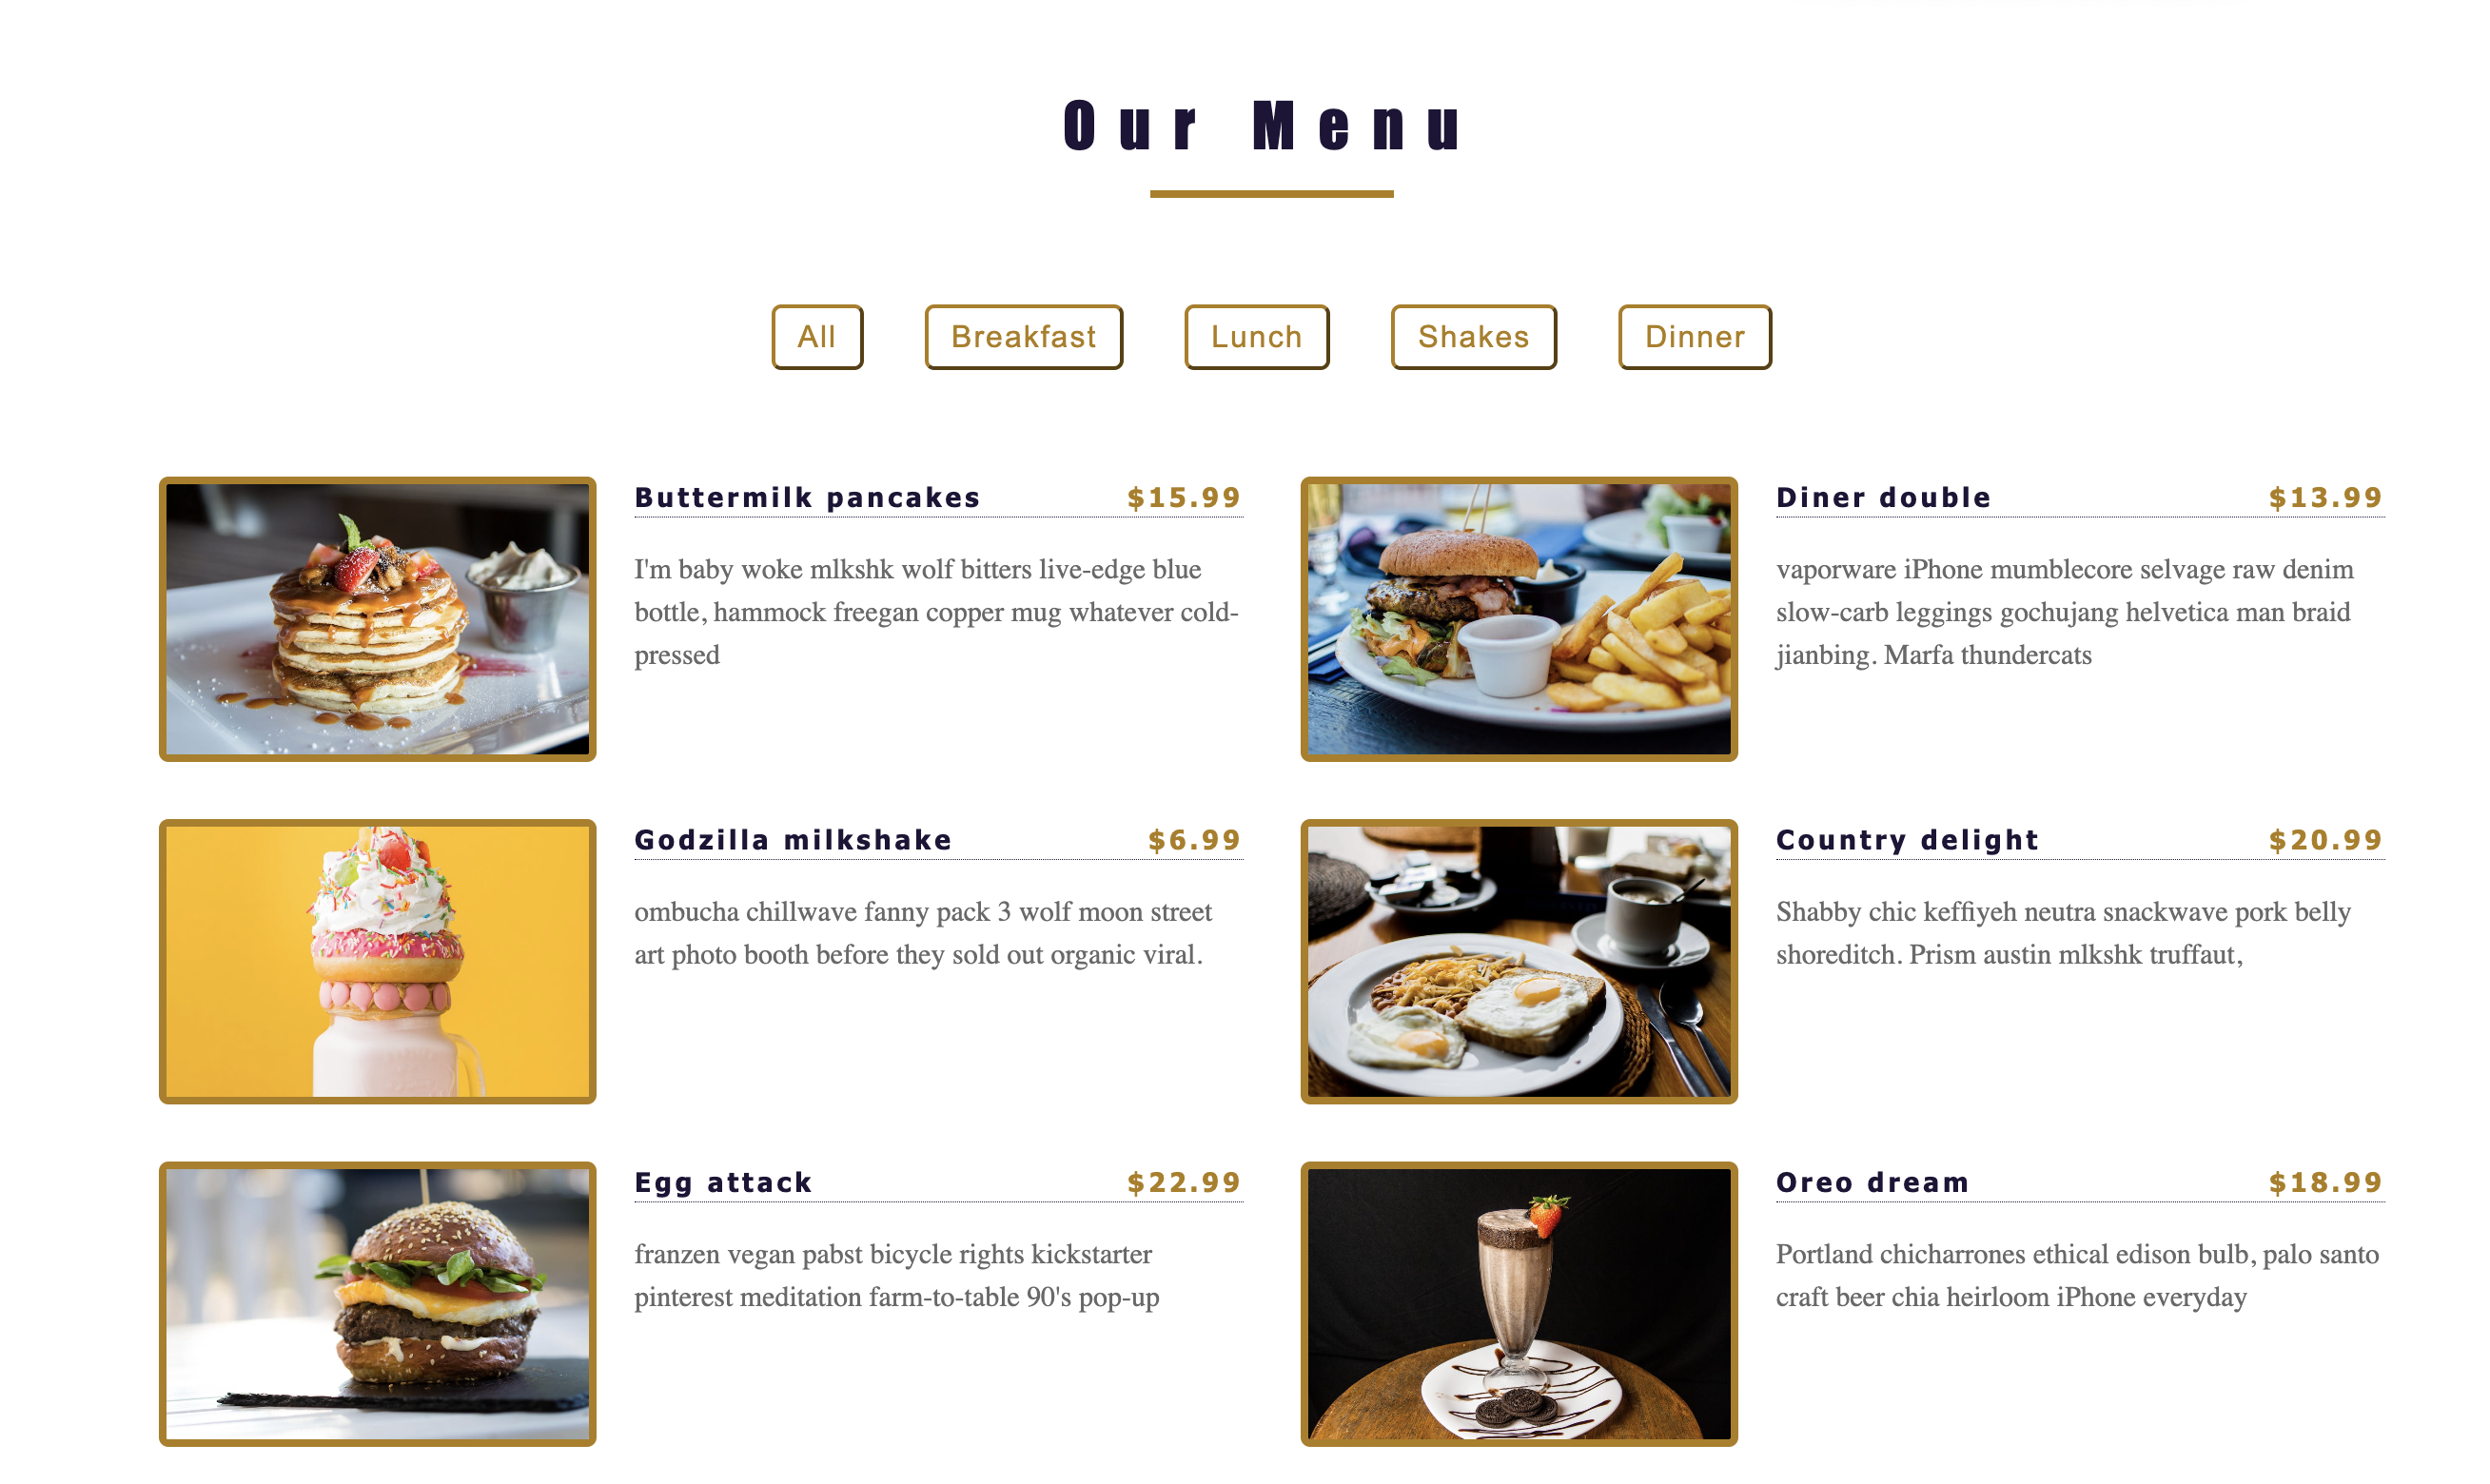 Our Menu
All
Breakfast
Lunch
Shakes
Dinner
Buttermilk pancakes $15.99
I'm baby woke mlkshk wolf bitters live-edge blue
bottle, hammock freegan copper mug whatever cold-
pressed
Diner double $13.99
vaporware iPhone mumblecore selvage raw denim
slow-carb leggings gochujang helvetica man braid
jianbing. Marfa thundercats
Godzilla milkshake $6.99
ombucha chillwave fanny pack 3 wolf moon street
art photo booth before they sold out organic viral.
Country delight $20.99
Shabby chic keffiyeh neutra snackwave pork belly
shoreditch. Prism austin mlkshk truffaut,
Egg attack $22.99
franzen vegan pabst bicycle rights kickstarter
pinterest meditation farm-to-table 90's pop-up
Oreo dream $18.99
Portland chicharrones ethical edison bulb, palo santo
craft beer chia heirloom iPhone everyday